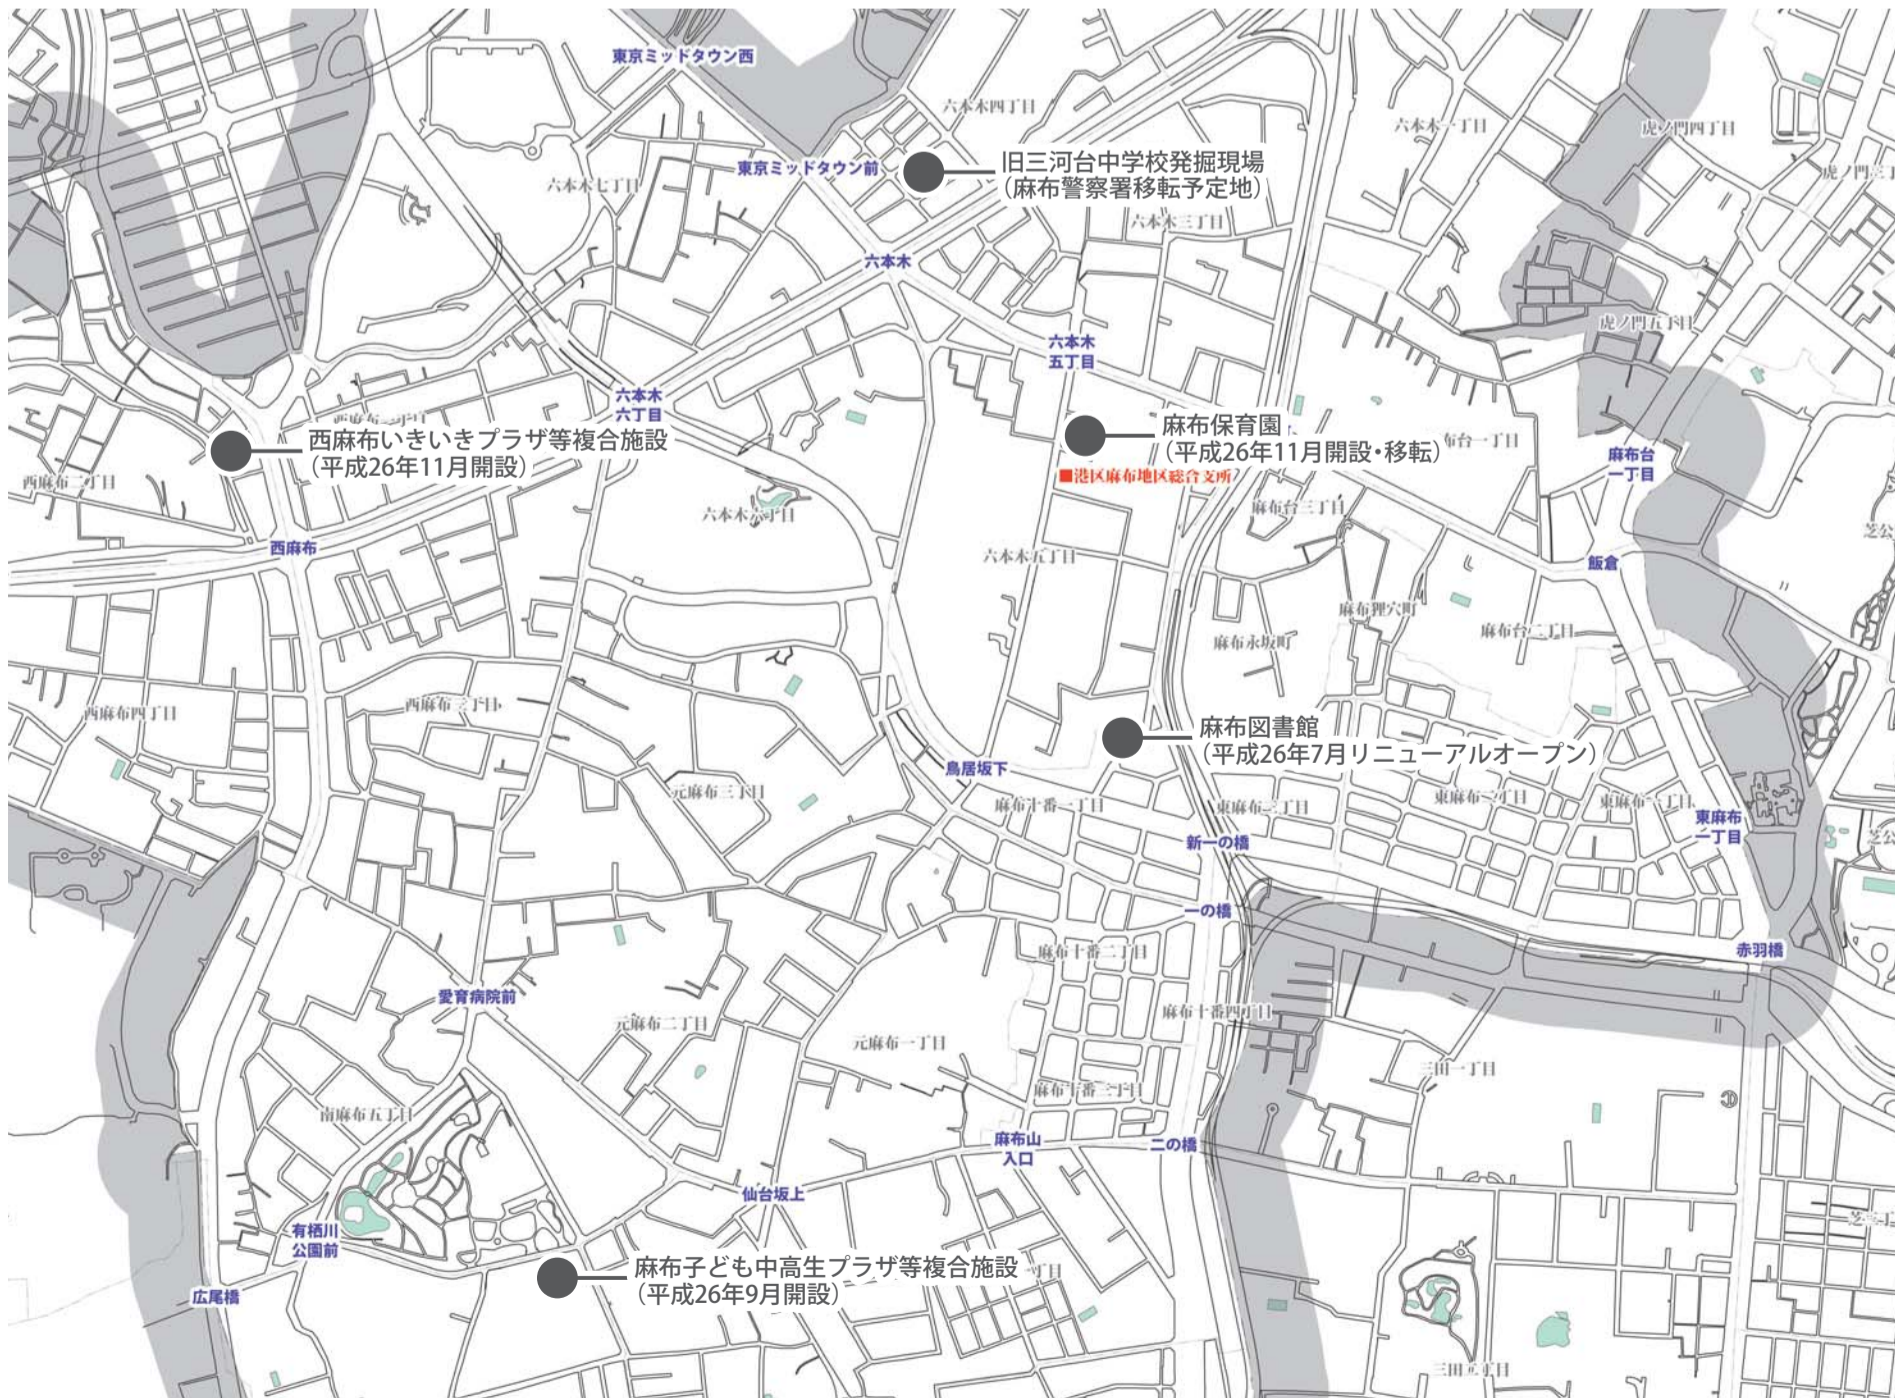 東京ミッドタウン西
六本木四丁目
六本木一丁目
虎ノ門四丁目
東京ミッドタウン前
旧三河台中学校発掘現場
(麻布警察署移転予定地)
六本木七丁目
六本木三丁目
六本木
虎ノ門五丁目
六本木
五丁目
六本木
六丁目
西麻布いきいきプラザ等複合施設
(平成26年11月開設)
麻布保育園
(平成26年11月開設・移転)
布台一丁目
麻布台
一丁目
■港区麻布地区総合支所
西麻布二丁目
六本木六丁目
麻布台三丁目
西麻布
六本木五丁目
飯倉
麻布狸穴町
麻布永坂町
麻布台二丁目
西麻布三丁目
西麻布四丁目
麻布図書館
(平成26年7月リニューアルオープン)
鳥居坂下
元麻布三丁目
麻布十番一丁目
東麻布三丁目
東麻布二丁目
東麻布一丁目
東麻布
一丁目
新一の橋
一の橋
赤羽橋
麻布十番二丁目
愛育病院前
元麻布二丁目
麻布十番四丁目
元麻布一丁目
三田一丁目
麻布十番三丁目
南麻布五丁目
麻布山
入口
二の橋
仙台坂上
有栖川
公園前
麻布子ども中高生プラザ等複合施設
(平成26年9月開設)
丁目
広尾橋
三田二丁目